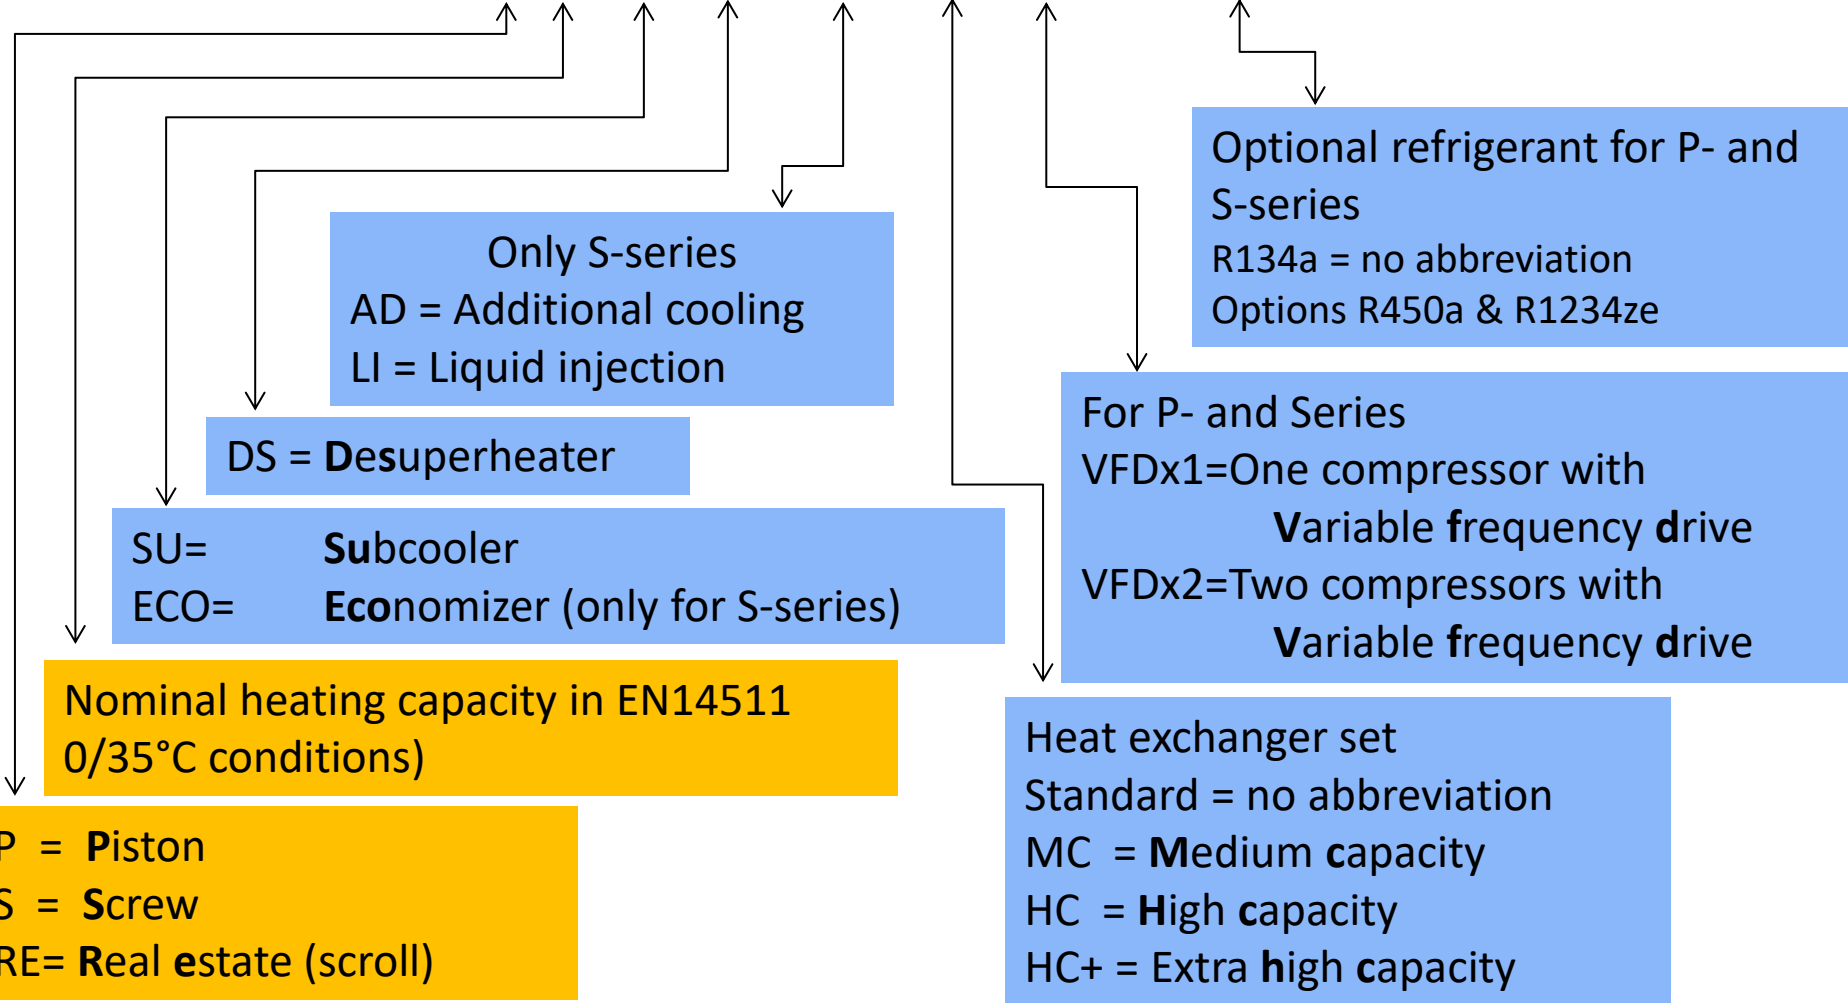 Optional refrigerant for P- and
S-series
R134a = no abbreviation
Options R450a & R1234ze
Only S-series
AD = Additional cooling
LI = Liquid injection
For P- and Series
VFDx1=One compressor with
Variable frequency drive
VFDx2=Two compressors with
Variable frequency drive
DS = Desuperheater
SU= Subcooler
ECO= Economizer (only for S-series)
Nominal heating capacity in EN14511
0/35°C conditions)
Heat exchanger set
Standard = no abbreviation
MC = Medium capacity
HC = High capacity
HC+ = Extra high capacity
P = Piston
S = Screw
RE= Real estate (scroll)